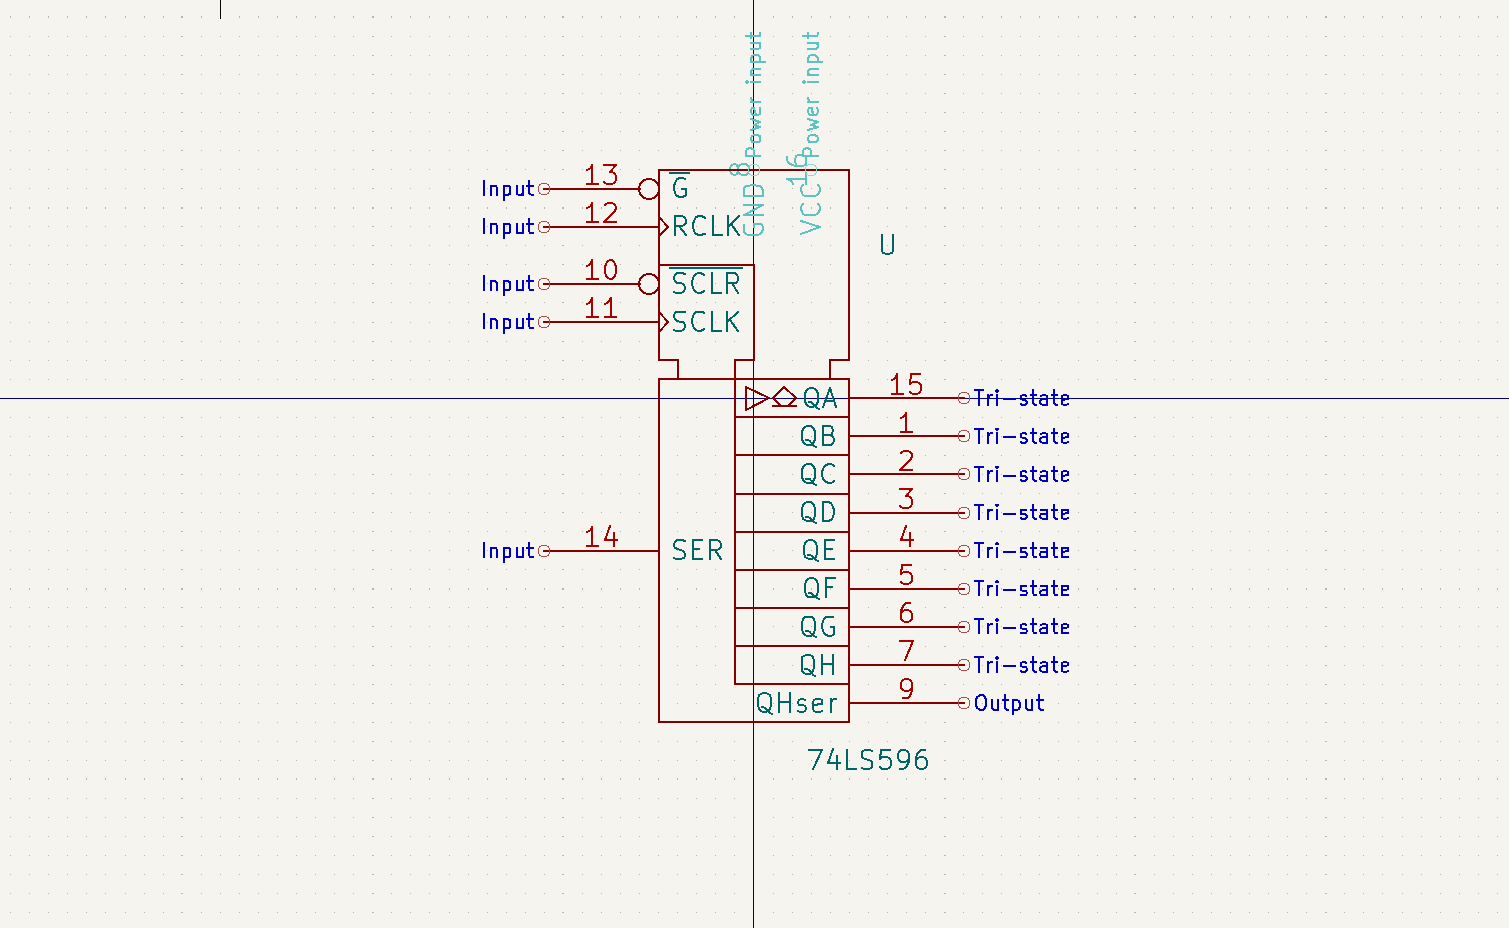 Power input
Power input
8
16
GND
VCC
Input 13 G
Input 12 RCLK
U
Input 10 SCLR
Input 11 SCLK
QA 15 Tri-state
QB 1 Tri-state
QC 2 Tri-state
QD 3 Tri-state
Input 14 SER QE 4 Tri-state
QF 5 Tri-state
QG 6 Tri-state
QH 7 Tri-state
QHser 9 Output
74LS596